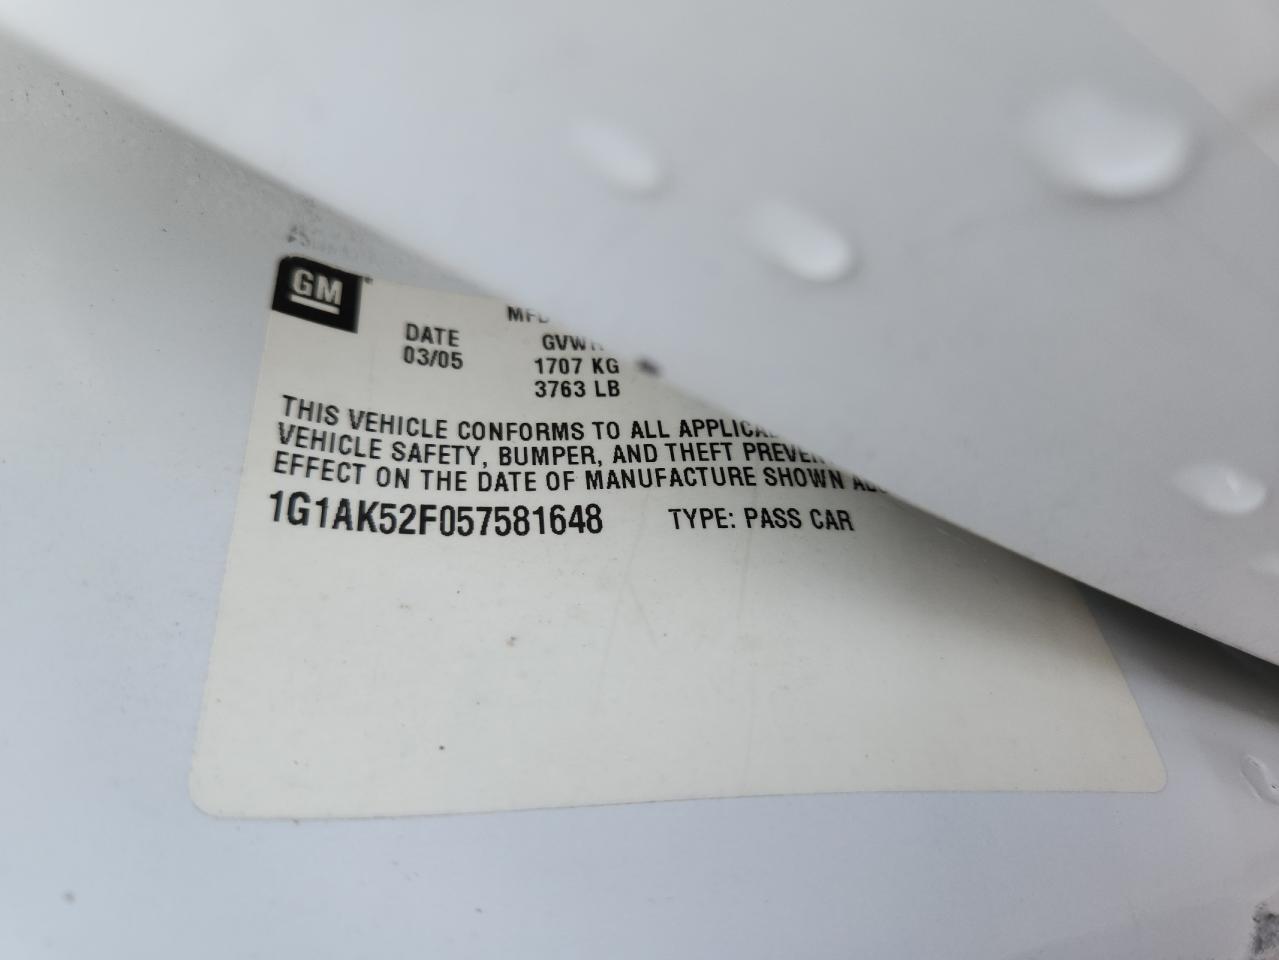 GM
MFD
DATE GVWR
03/05 1707 KG
3763 LB
THIS VEHICLE CONFORMS TO ALL
VEHICLE SAFETY, BUMPER, AND THEFT
EFFECT ON THE DATE OF MANUFACTURE SHOWN
1G1AK52F057581648 TYPE: PASS CAR